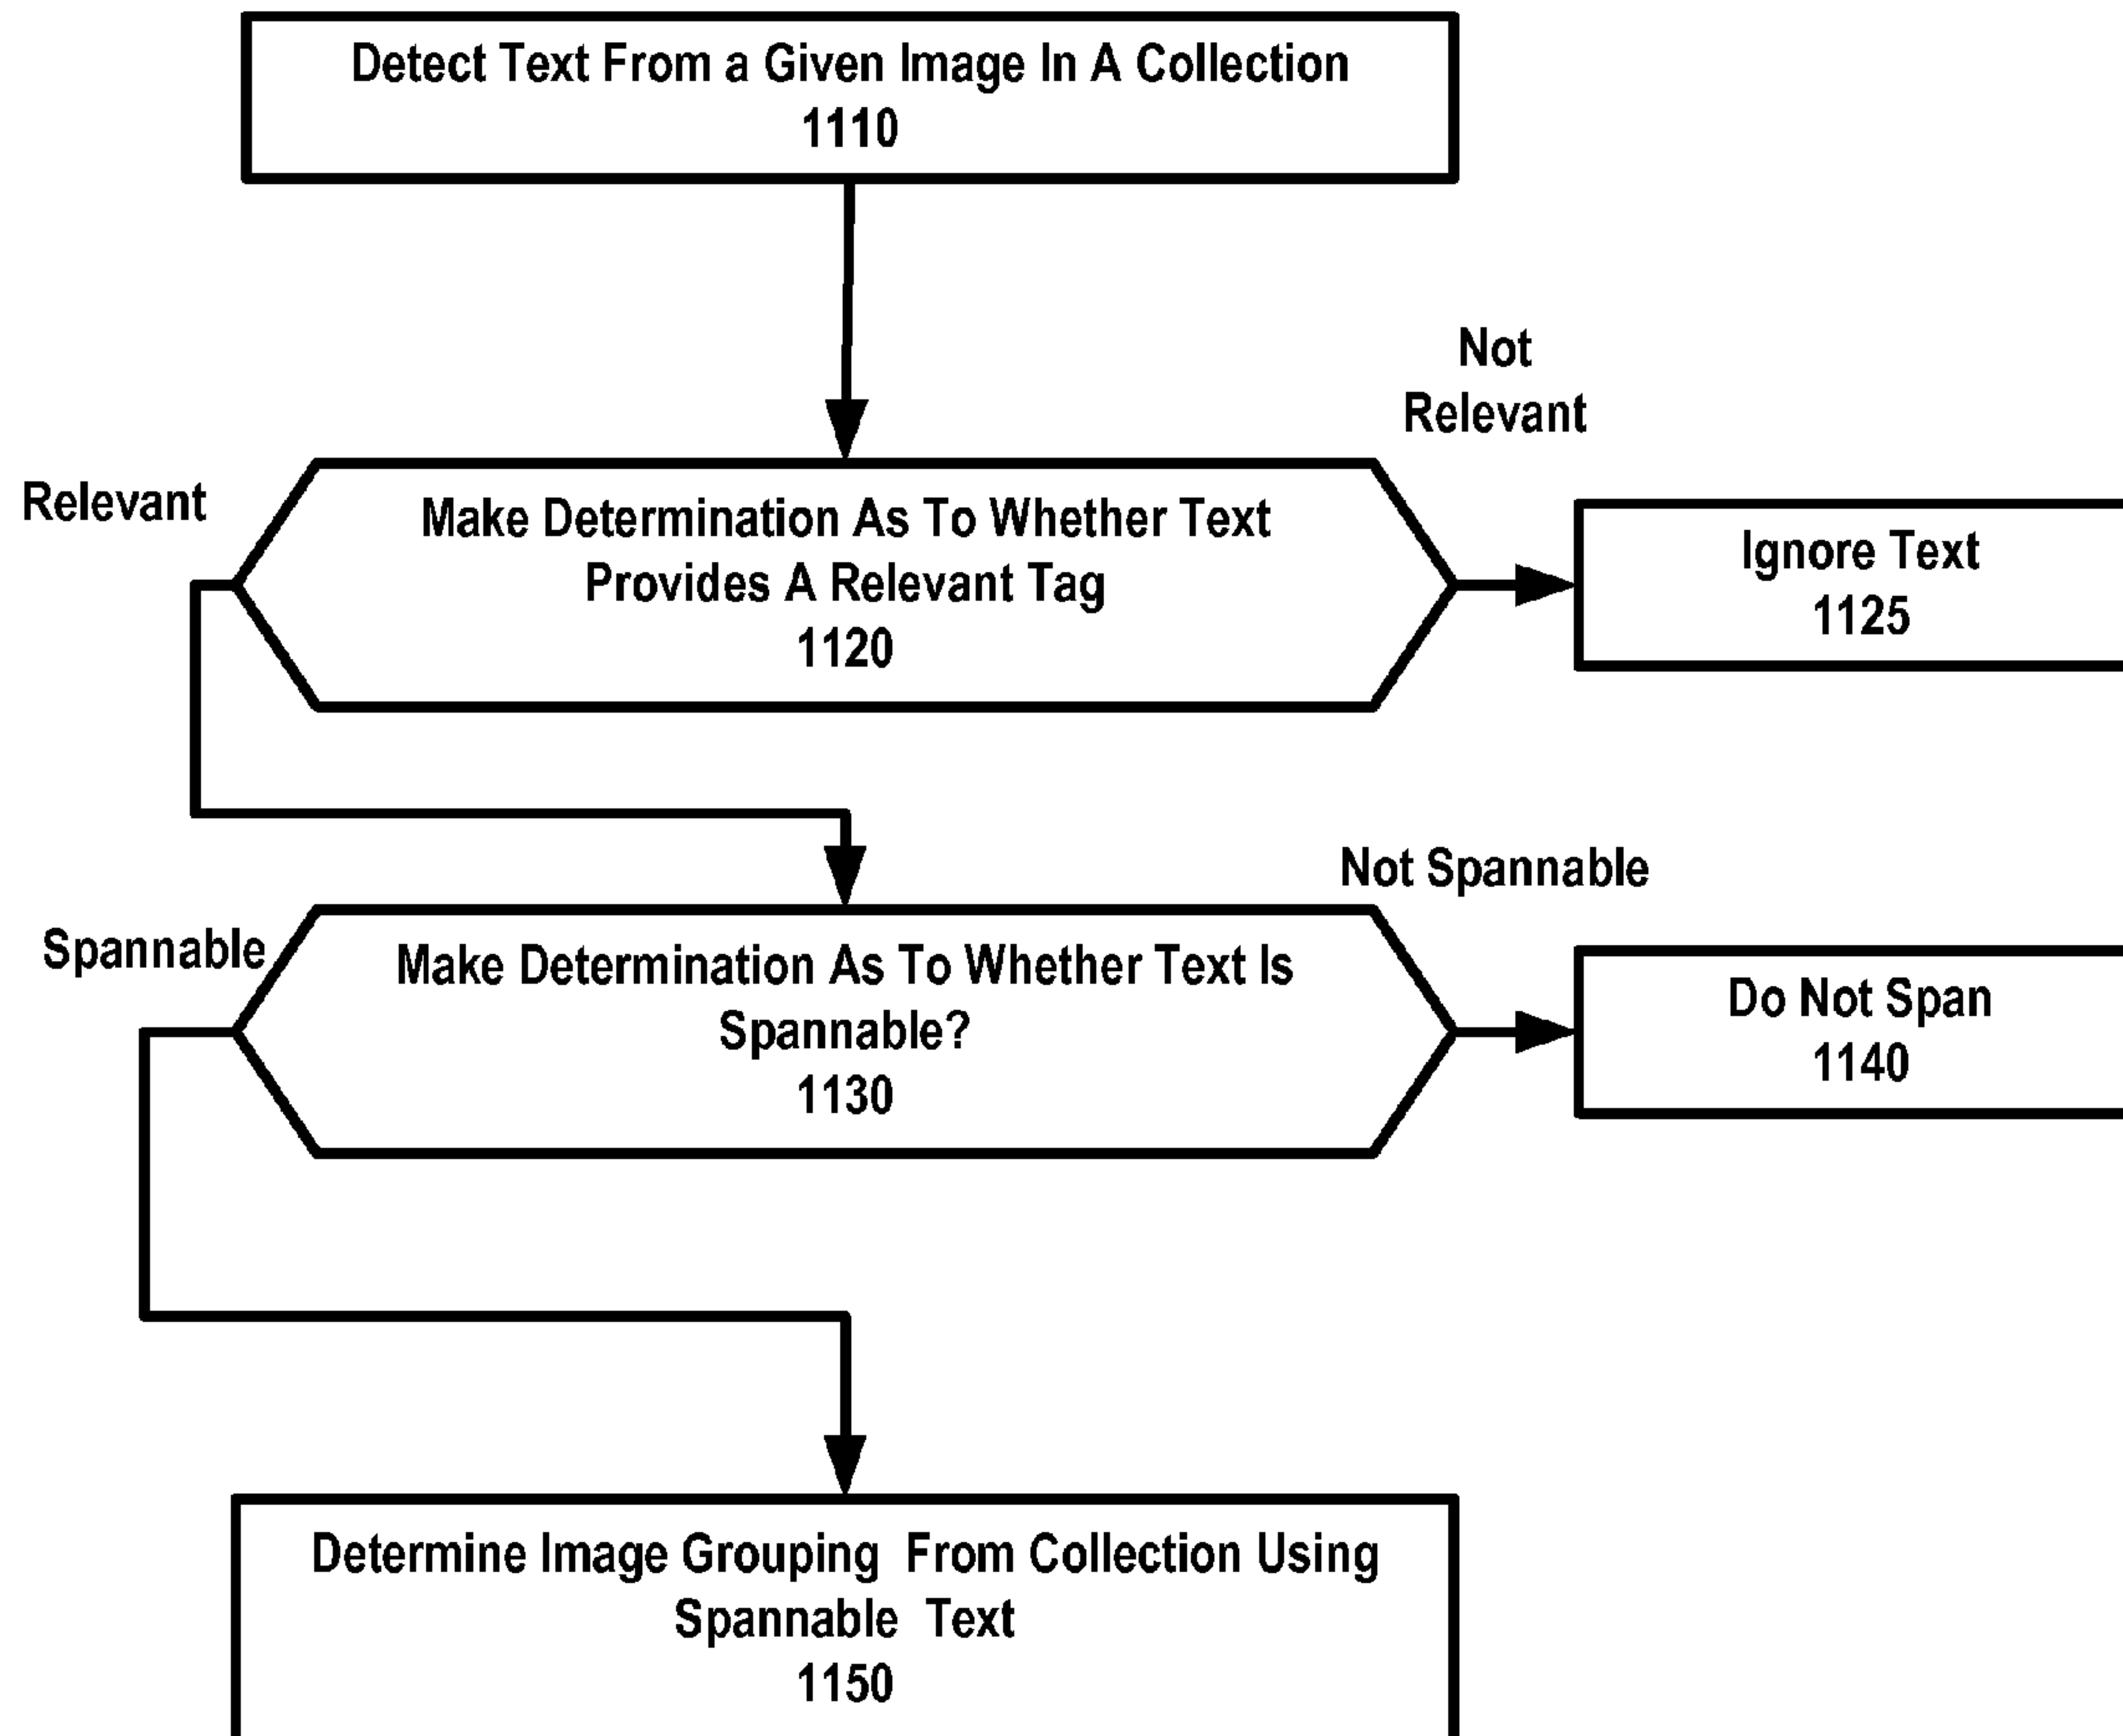 Detect Text From a Given Image In A Collection
1110
Not
Relevant
Relevant
Make Determination As To Whether Text
Provides A Relevant Tag
1120
Ignore Text
1125
Not Spannable
Spannable
Make Determination As To Whether Text Is
Spannable?
1130
Do Not Span
1140
Determine Image Grouping From Collection Using
Spannable Text
1150